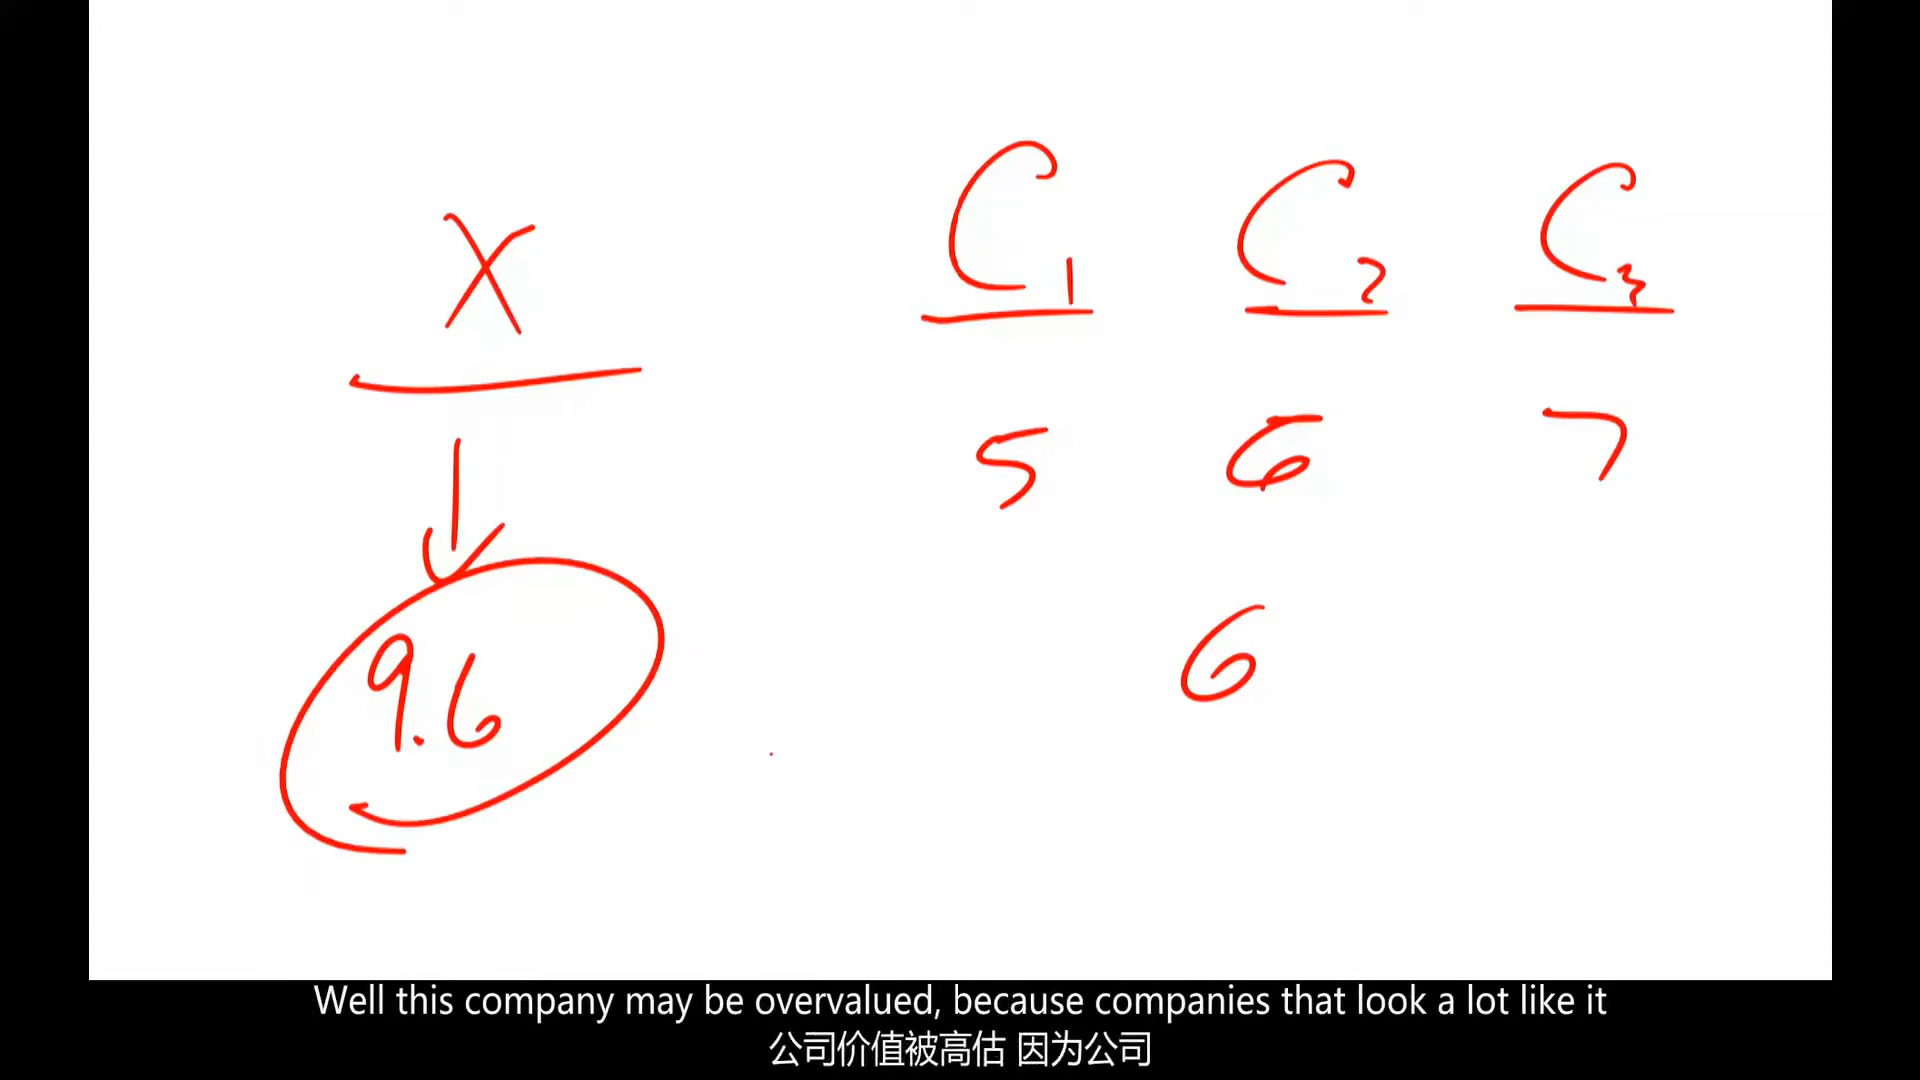 X C1 C2 C3
5 6 7
9.6 6
Well this company may be overvalued, because companies that look a lot like it
公司价值被高估 因为公司